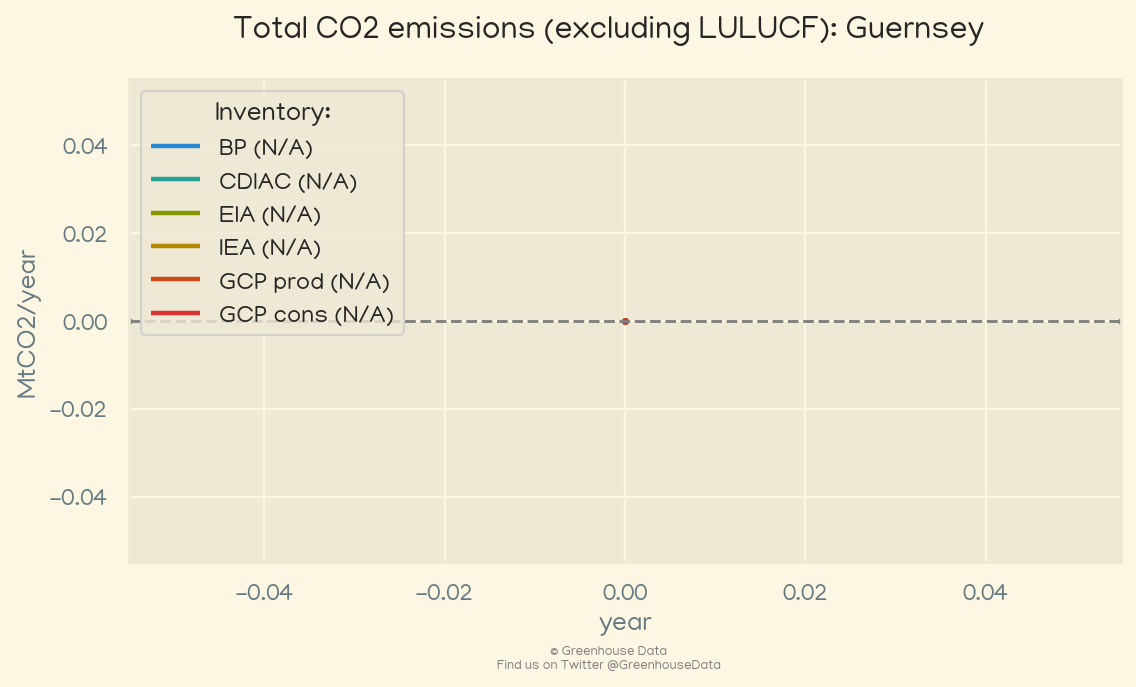 Total CO2 emissions (excluding LULUCF): Guernsey
Inventory:
BP (N/A)
CDIAC (N/A)
EIA (N/A)
IEA (N/A)
GCP prod (N/A)
GCP cons (N/A)
MtCO2/year
0.04
0.02
0.00
−0.02
−0.04
−0.04
−0.02
0.00
0.02
0.04
year
© Greenhouse Data
Find us on Twitter @GreenhouseData